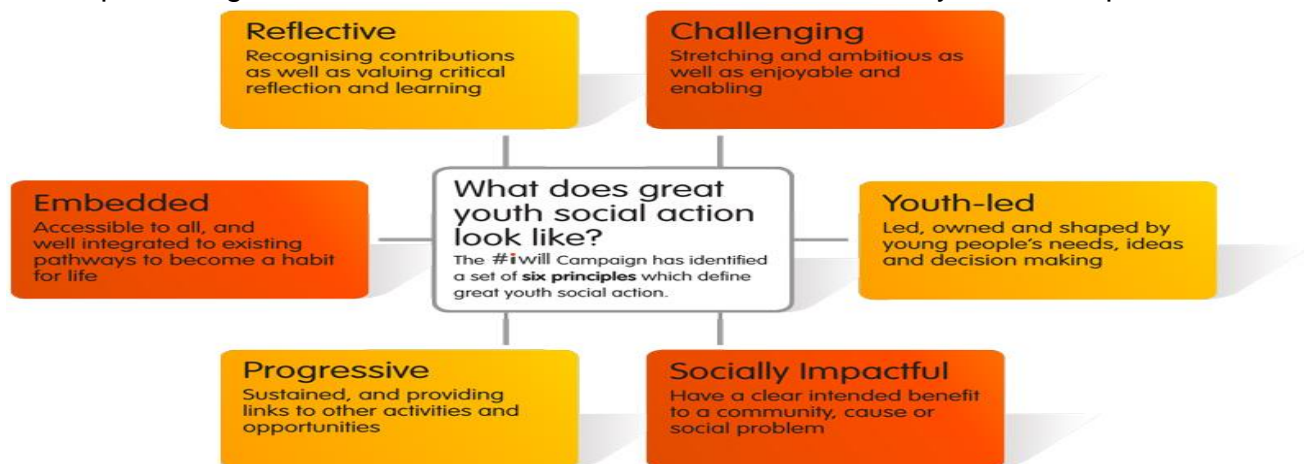 Reflective
Recognising contributions
as well as valuing critical
reflection and learning
Challenging
Stretching and ambitious as
well as enjoyable and
enabling
Embedded
Accessible to all, and
well integrated to existing
pathways to become a habit
for life
What does great
youth social action
look like?
The #iwill Campaign has identified
a set of six principles which define
great youth social action.
Youth-led
Led, owned and shaped by
young people's needs, ideas
and decision making
Progressive
Sustained, and providing
links to other activities and
opportunities
Socially Impactful
Have a clear intended benefit
to a community, cause or
social problem